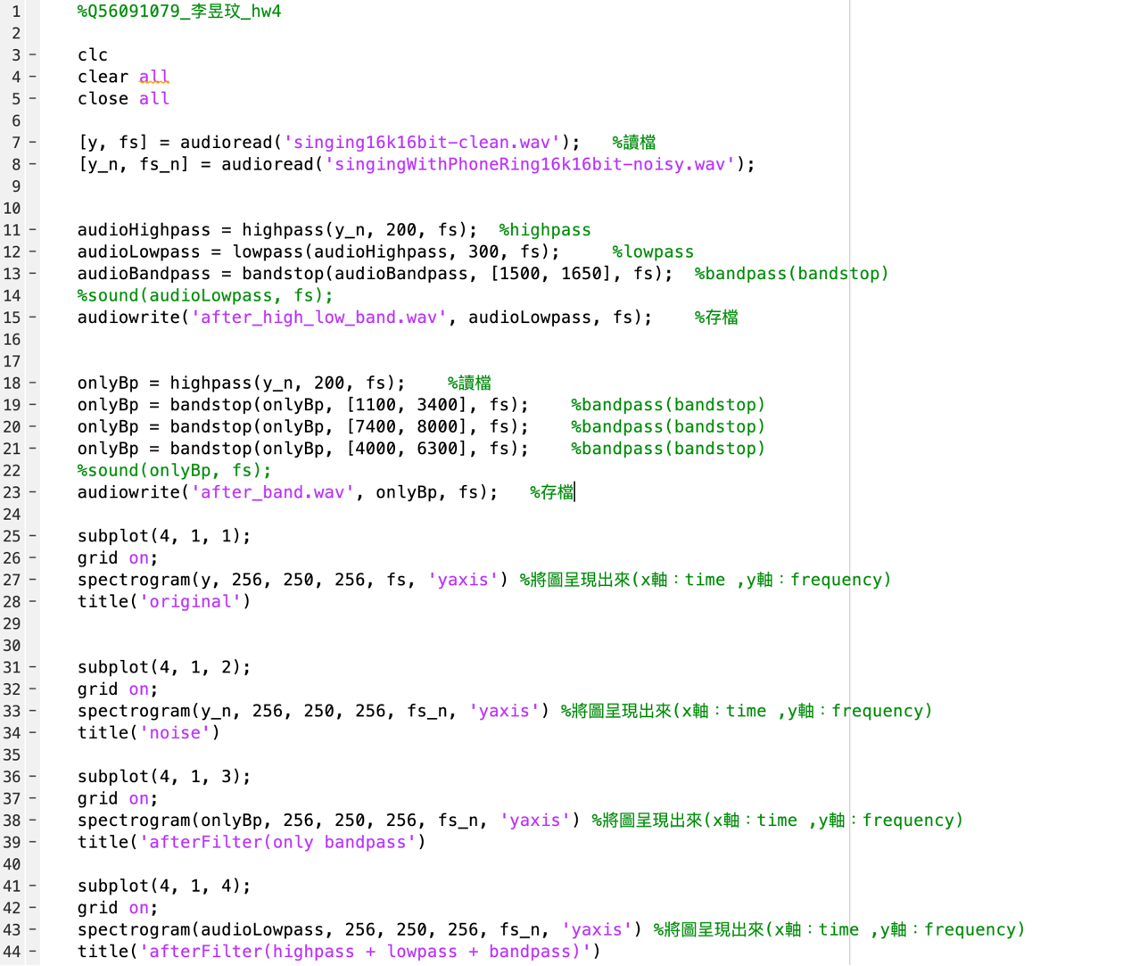 1 %Q56091079_李昱玟_hw4
2
3 - clc
4 - clear all
5 - close all
6
7 - [y, fs] = audioread('singing16k16bit-clean.wav'); %讀檔
8 - [y_n, fs_n] = audioread('singingWithPhoneRing16k16bit-noisy.wav');
9
10
11 - audioHighpass = highpass(y_n, 200, fs); %highpass
12 - audioLowpass = lowpass(audioHighpass, 300, fs); %lowpass
13 - audioBandpass = bandstop(audioBandpass, [1500, 1650], fs); %bandpass(bandstop)
14 %sound(audioLowpass, fs);
15 - audiowrite('after_high_low_band.wav', audioLowpass, fs); %存檔
16
17
18 - onlyBp = highpass(y_n, 200, fs); %讀檔
19 - onlyBp = bandstop(onlyBp, [1100, 3400], fs); %bandpass(bandstop)
20 - onlyBp = bandstop(onlyBp, [7400, 8000], fs); %bandpass(bandstop)
21 - onlyBp = bandstop(onlyBp, [4000, 6300], fs); %bandpass(bandstop)
22 %sound(onlyBp, fs);
23 - audiowrite('after_band.wav', onlyBp, fs); %存檔
24
25 - subplot(4, 1, 1);
26 - grid on;
27 - spectrogram(y, 256, 250, 256, fs, 'yaxis') %將圖呈現出來(x軸：time ,y軸：frequency)
28 - title('original')
29
30
31 - subplot(4, 1, 2);
32 - grid on;
33 - spectrogram(y_n, 256, 250, 256, fs_n, 'yaxis') %將圖呈現出來(x軸：time ,y軸：frequency)
34 - title('noise')
35
36 - subplot(4, 1, 3);
37 - grid on;
38 - spectrogram(onlyBp, 256, 250, 256, fs_n, 'yaxis') %將圖呈現出來(x軸：time ,y軸：frequency)
39 - title('afterFilter(only bandpass')
40
41 - subplot(4, 1, 4);
42 - grid on;
43 - spectrogram(audioLowpass, 256, 250, 256, fs_n, 'yaxis') %將圖呈現出來(x軸：time ,y軸：frequency)
44 - title('afterFilter(highpass + lowpass + bandpass)')